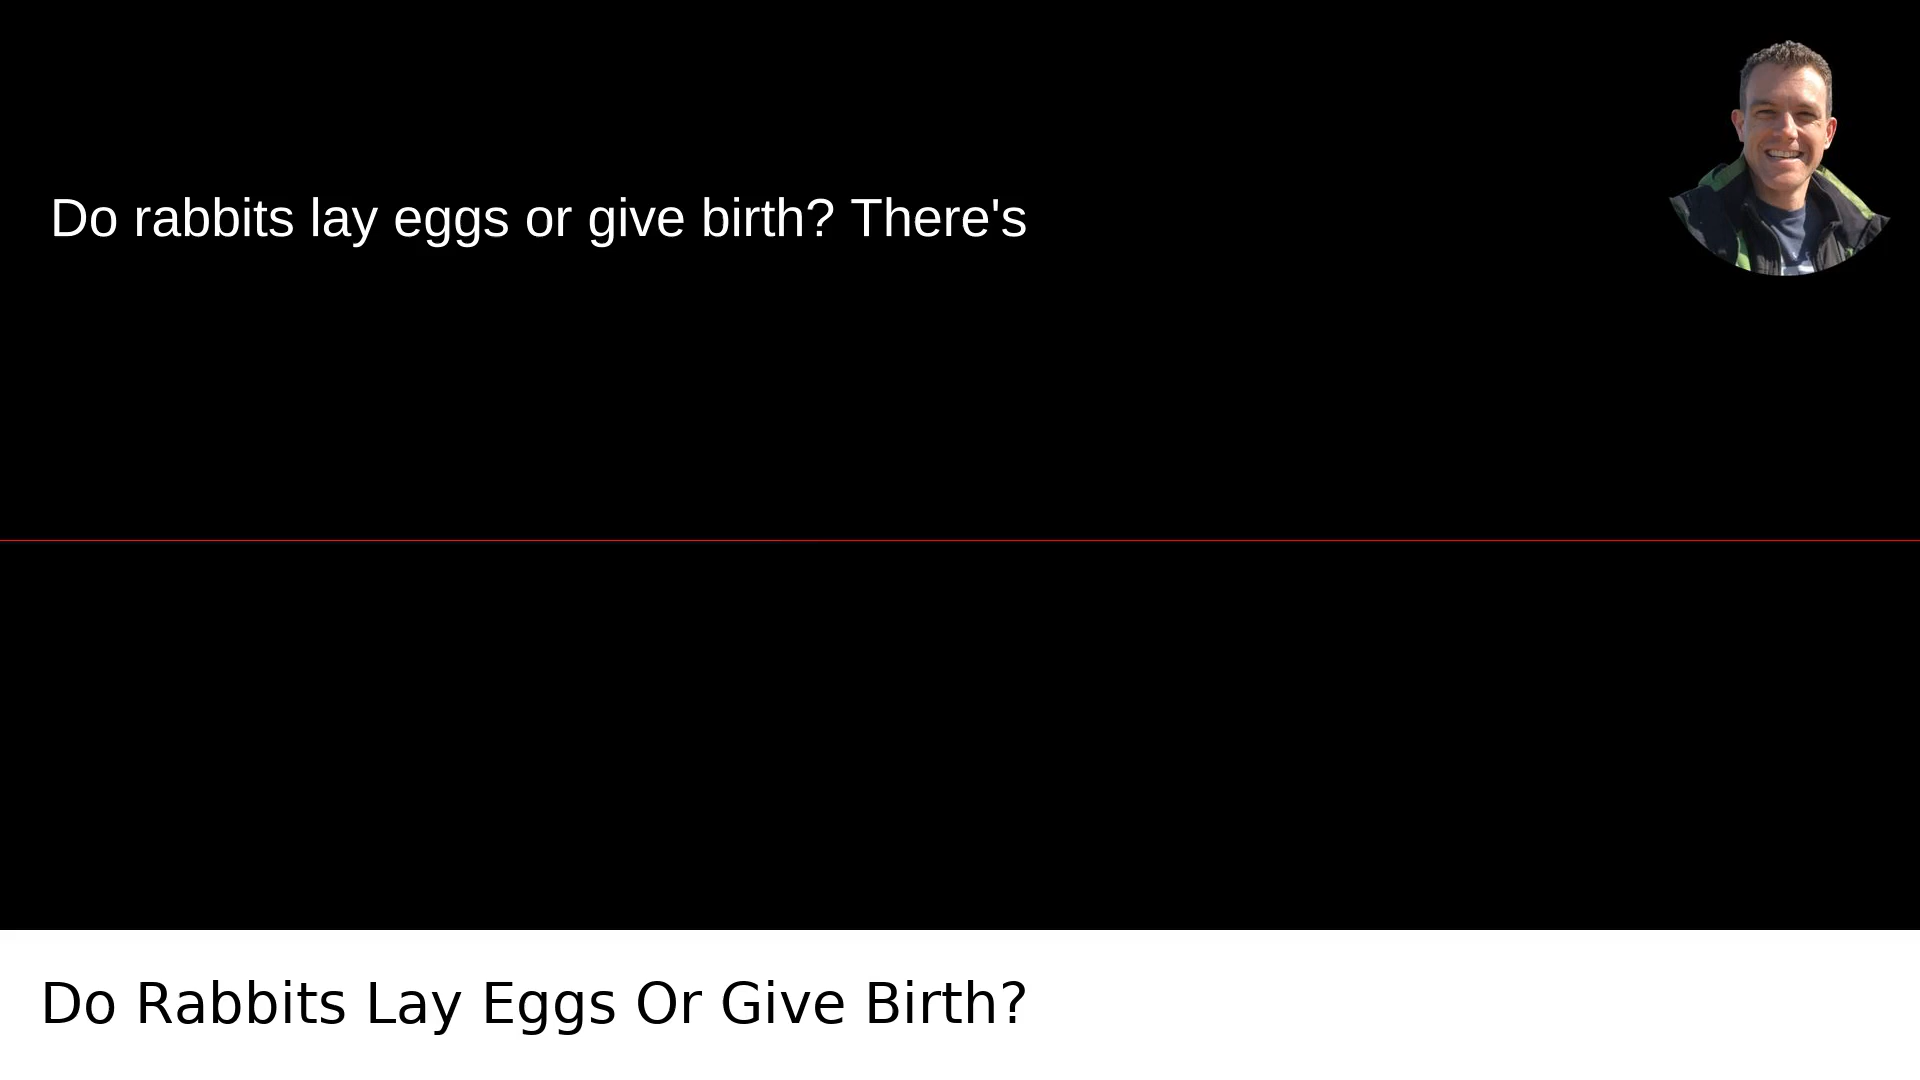 Do rabbits lay eggs or give birth? There's
Do Rabbits Lay Eggs Or Give Birth?